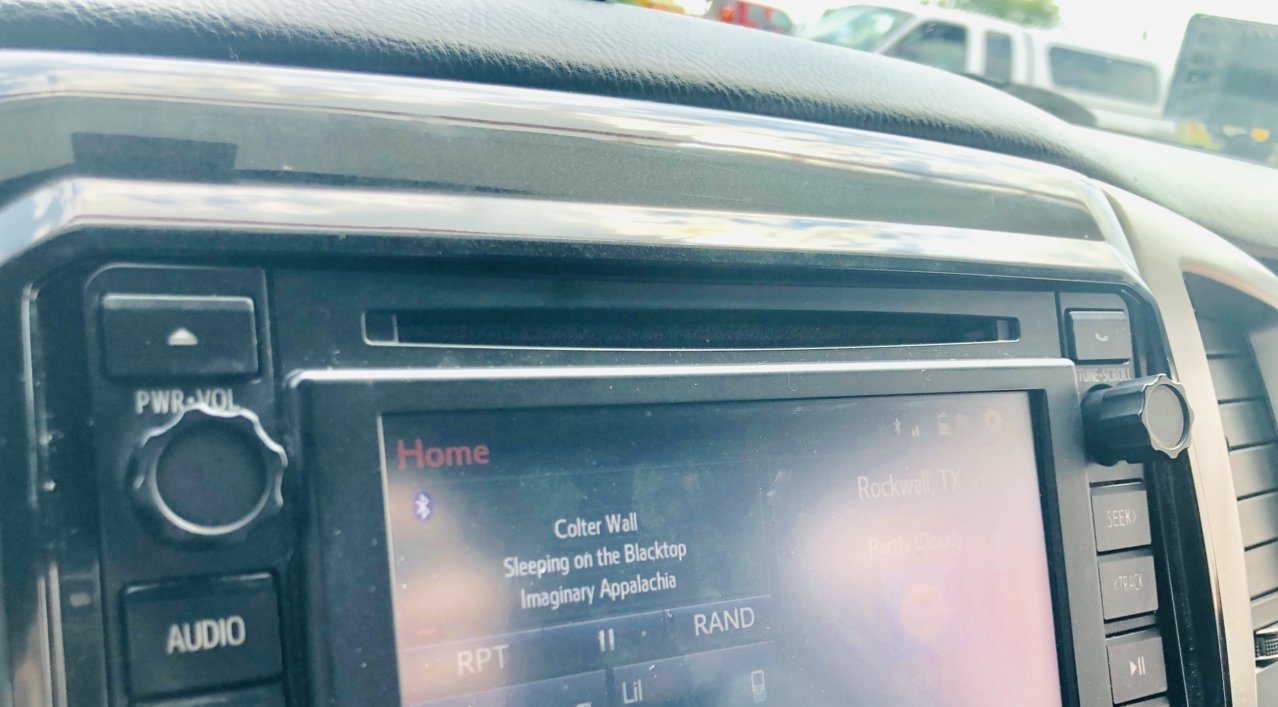 PWR•VOL
TUNE•SCROLL
Home
Rockwall, TX
Colter Wall
Partly Cloudy
SEEK>
Sleeping on the Blacktop
Imaginary Appalachia
<TRACK
AUDIO
RAND
RPT
Lil